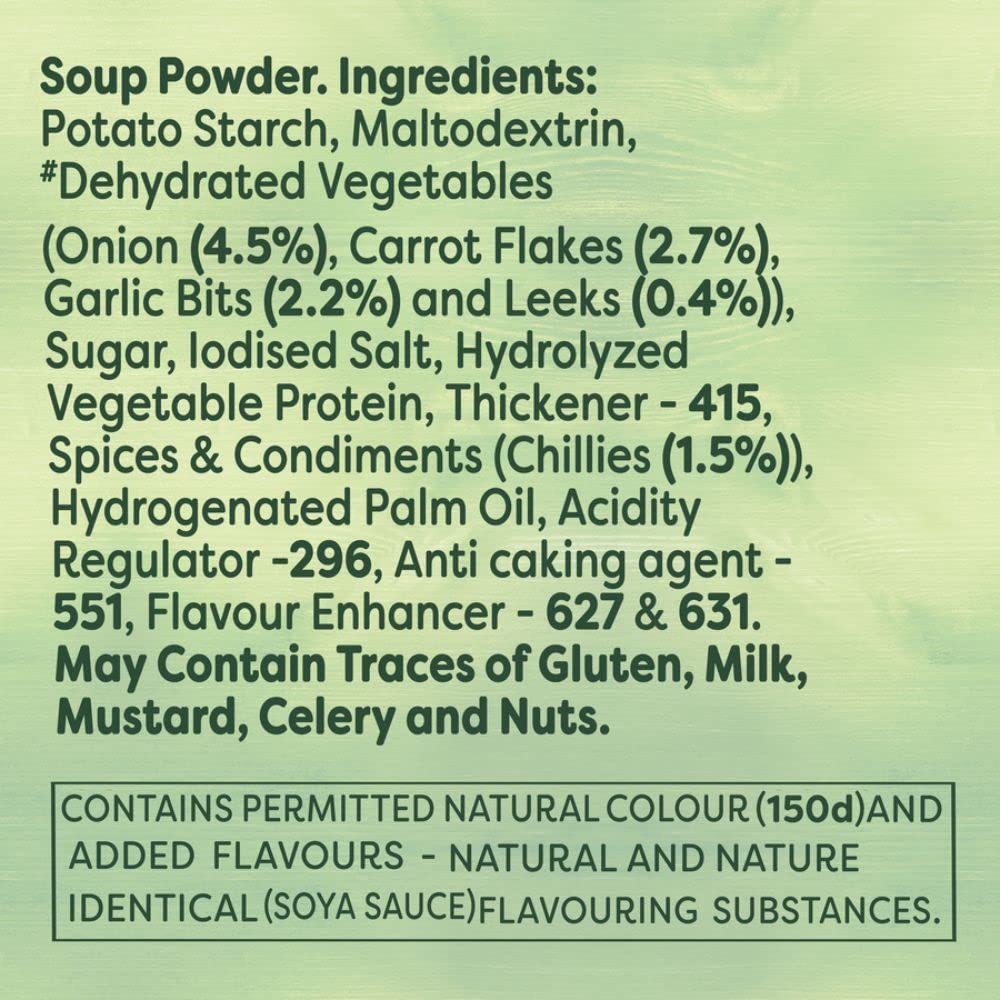 Soup Powder. Ingredients:
Potato Starch, Maltodextrin,
#Dehydrated Vegetables
(Onion (4.5%), Carrot Flakes (2.7%),
Garlic Bits (2.2%) and Leeks (0.4%)),
Sugar, Iodised Salt, Hydrolyzed
Vegetable Protein, Thickener - 415,
Spices & Condiments (Chillies (1.5%)),
Hydrogenated Palm Oil, Acidity
Regulator -296, Anti caking agent -
551, Flavour Enhancer - 627 & 631.
May Contain Traces of Gluten, Milk,
Mustard, Celery and Nuts.
CONTAINS PERMITTED NATURAL COLOUR (150d)AND
ADDED FLAVOURS - NATURAL AND NATURE
IDENTICAL (SOYA SAUCE)FLAVOURING SUBSTANCES.